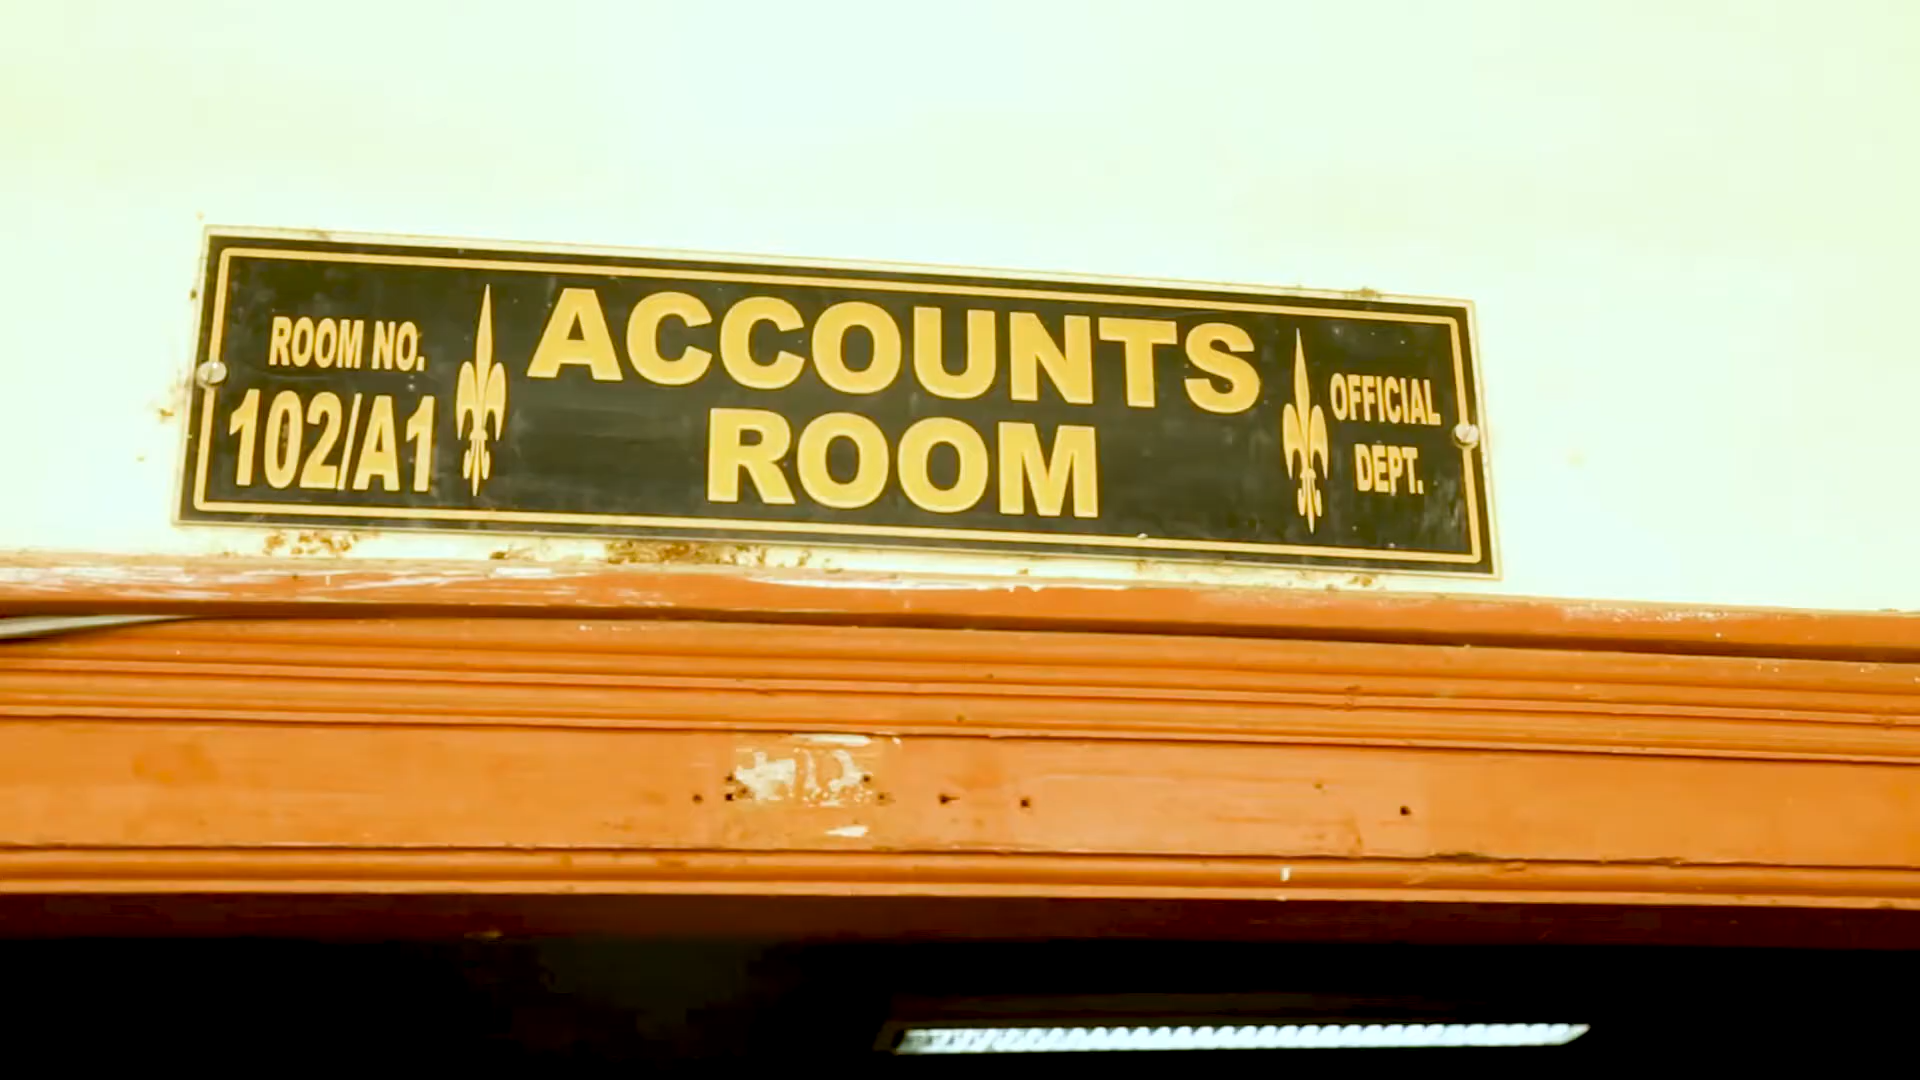 ROOM NO.
102/A1
ACCOUNTS
ROOM
OFFICIAL
DEPT.